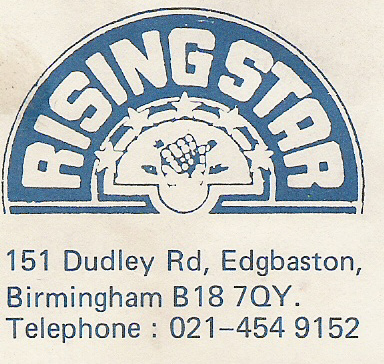 RISING STAR
151 Dudley Rd, Edgbaston,
Birmingham B18 7QY.
Telephone : 021-454 9152